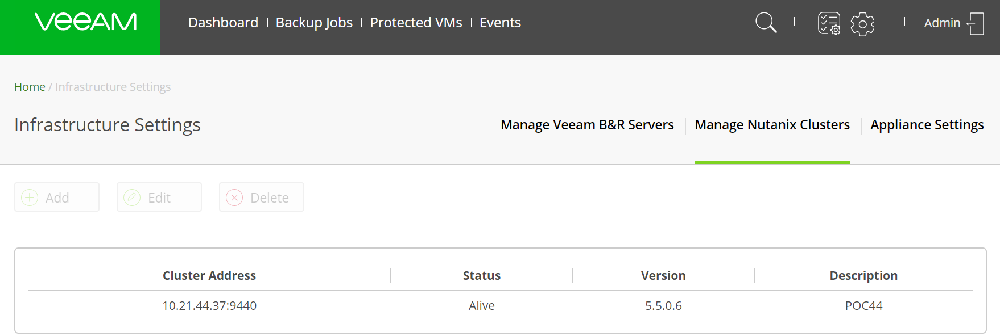 VEEAM Dashboard | Backup Jobs | Protected VMs | Events Admin
Home / Infrastructure Settings
Infrastructure Settings Manage Veeam B&R Servers Manage Nutanix Clusters Appliance Settings
Add Edit Delete
Cluster Address Status Version Description
10.21.44.37:9440 Alive 5.5.0.6 POC44